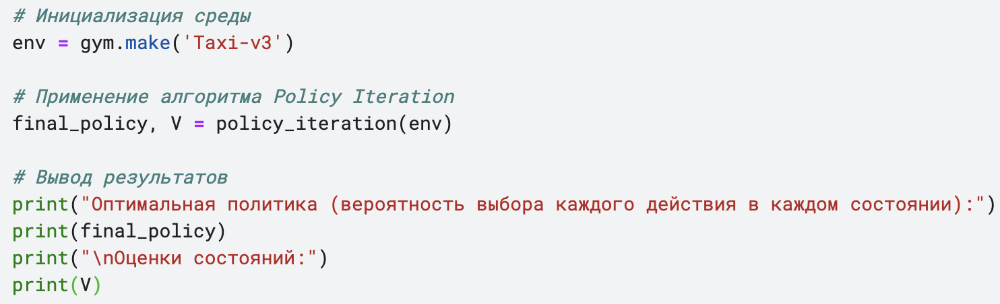 # Инициализация среды
env = gym.make('Taxi-v3')
# Применение алгоритма Policy Iteration
final_policy, V = policy_iteration(env)
# Вывод результатов
print("Оптимальная политика (вероятность выбора каждого действия в каждом состоянии):")
print(final_policy)
print("\nОценки состояний:")
print(V)